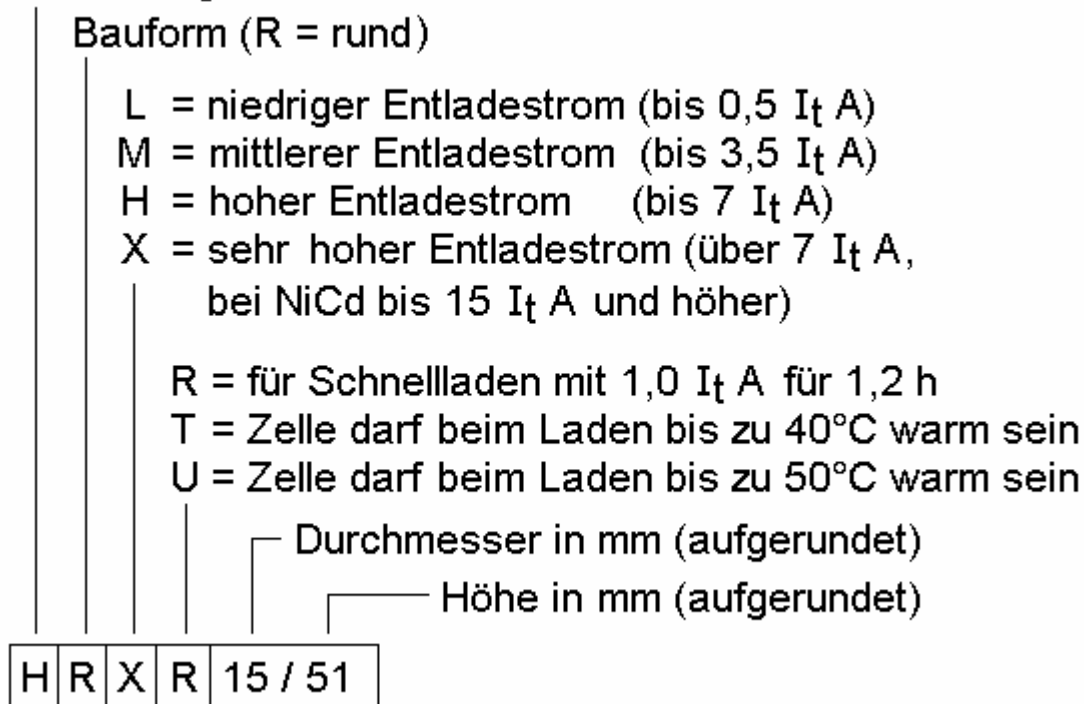 Bauform (R = rund)
L = niedriger Entladestrom (bis 0,5 It A)
M = mittlerer Entladestrom (bis 3,5 It A)
H = hoher Entladestrom (bis 7 It A)
X = sehr hoher Entladestrom (über 7 It A,
bei NiCd bis 15 It A und höher)
R = für Schnellladen mit 1,0 It A für 1,2 h
T = Zelle darf beim Laden bis zu 40°C warm sein
U = Zelle darf beim Laden bis zu 50°C warm sein
Durchmesser in mm (aufgerundet)
Höhe in mm (aufgerundet)
H R X R 15 / 51